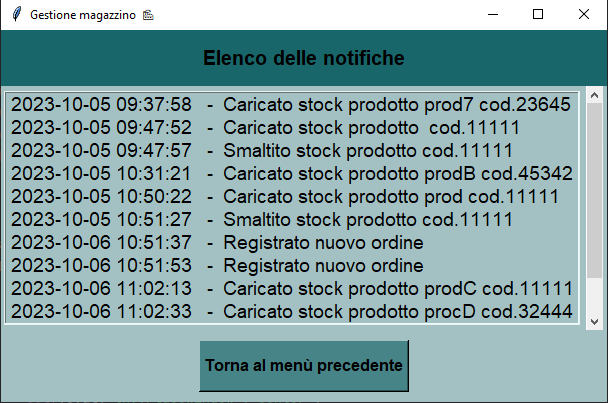 Gestione magazzino
Elenco delle notifiche
2023-10-05 09:37:58 - Caricato stock prodotto prod7 cod.23645
2023-10-05 09:47:52 - Caricato stock prodotto cod.11111
2023-10-05 09:47:57 - Smaltito stock prodotto cod.11111
2023-10-05 10:31:21 - Caricato stock prodotto prodB cod.45342
2023-10-05 10:50:22 - Caricato stock prodotto prod cod.11111
2023-10-05 10:51:27 - Smaltito stock prodotto cod.11111
2023-10-06 10:51:37 - Registrato nuovo ordine
2023-10-06 10:51:53 - Registrato nuovo ordine
2023-10-06 11:02:13 - Caricato stock prodotto prodC cod.11111
2023-10-06 11:02:33 - Caricato stock prodotto procD cod.32444
Torna al menù precedente